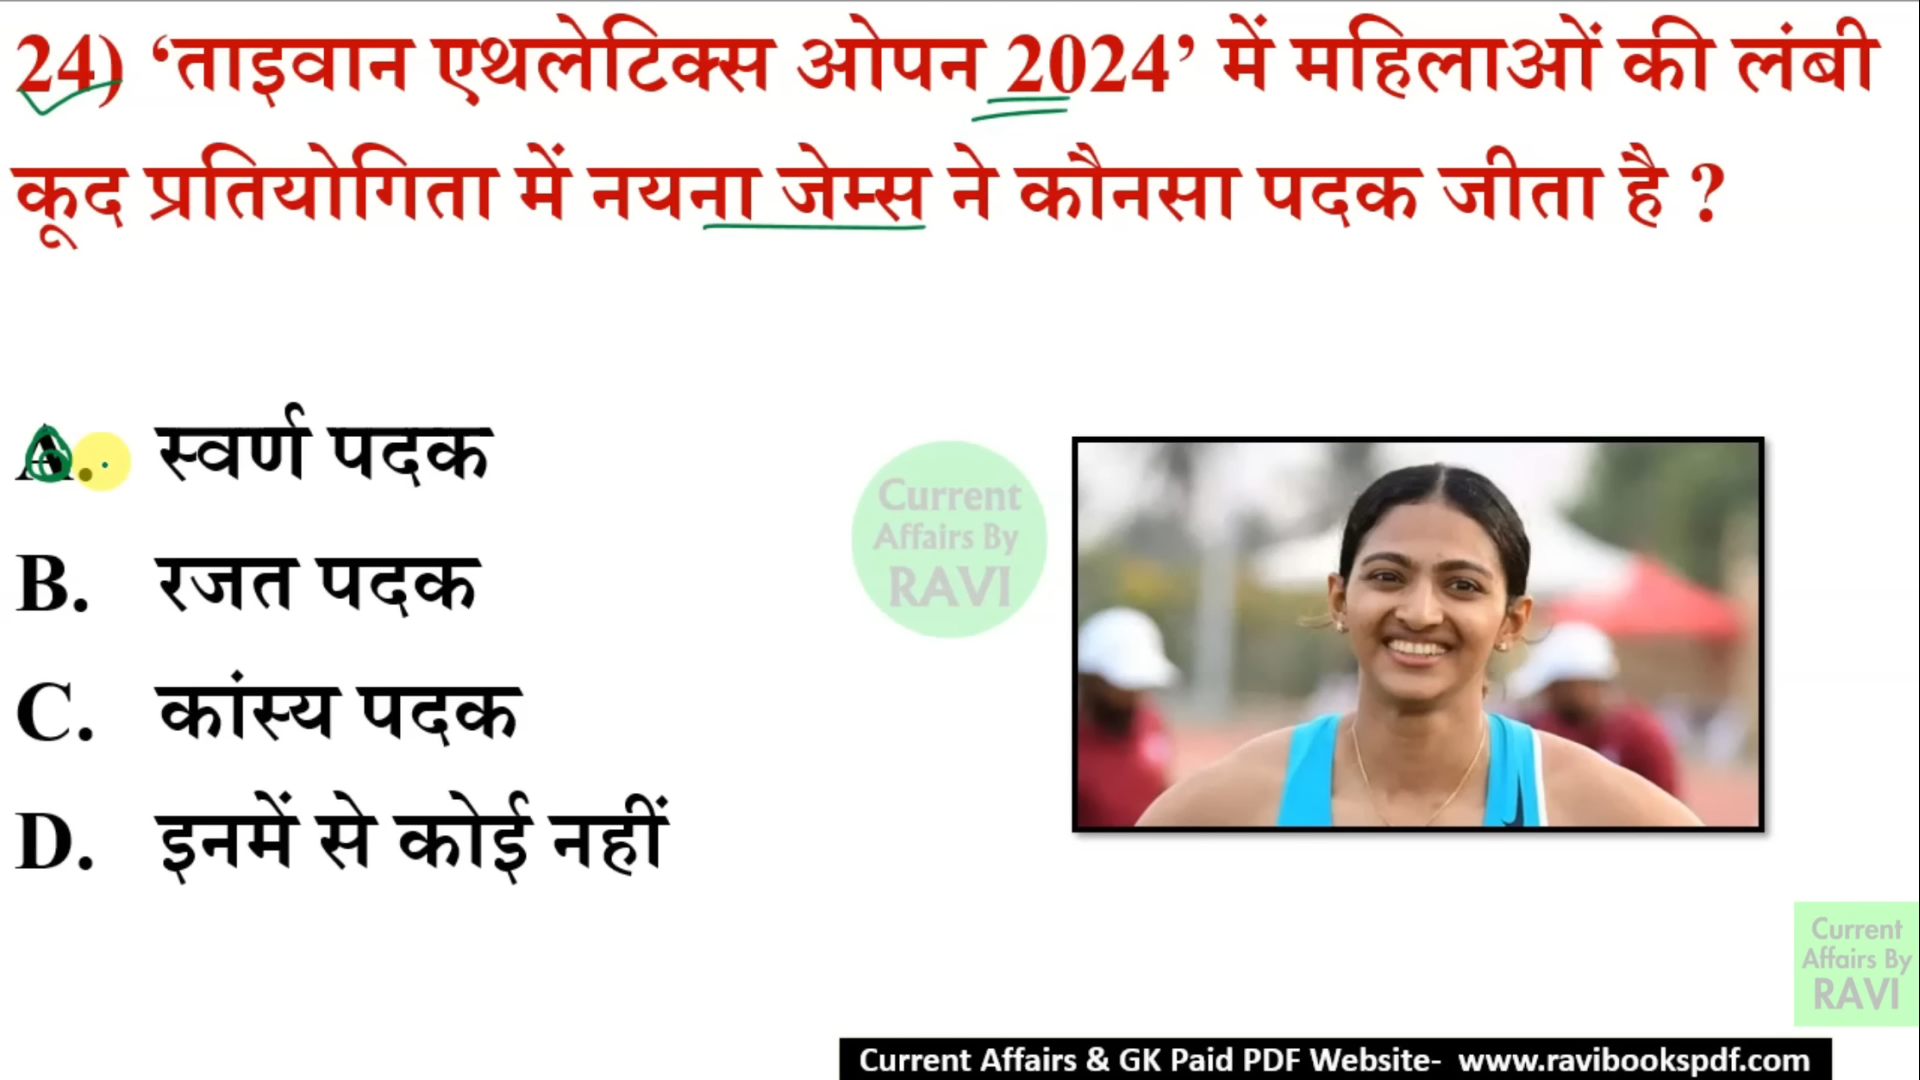 24) ‘ताइवान एथलेटिक्स ओपन 2024’ में महिलाओं की लंबी
कूद प्रतियोगिता में नयना जेम्स ने कौनसा पदक जीता है ?
A. स्वर्ण पदक
B. रजत पदक
C. कांस्य पदक
D. इनमें से कोई नहीं
Current
Affairs By
RAVI
Current
Affairs By
RAVI
Current Affairs & GK Paid PDF Website- www.ravibookspdf.com